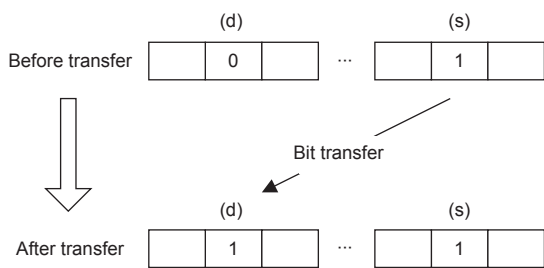 (d) (s)
Before transfer 0 ... 1
Bit transfer
(d) (s)
After transfer 1 ... 1